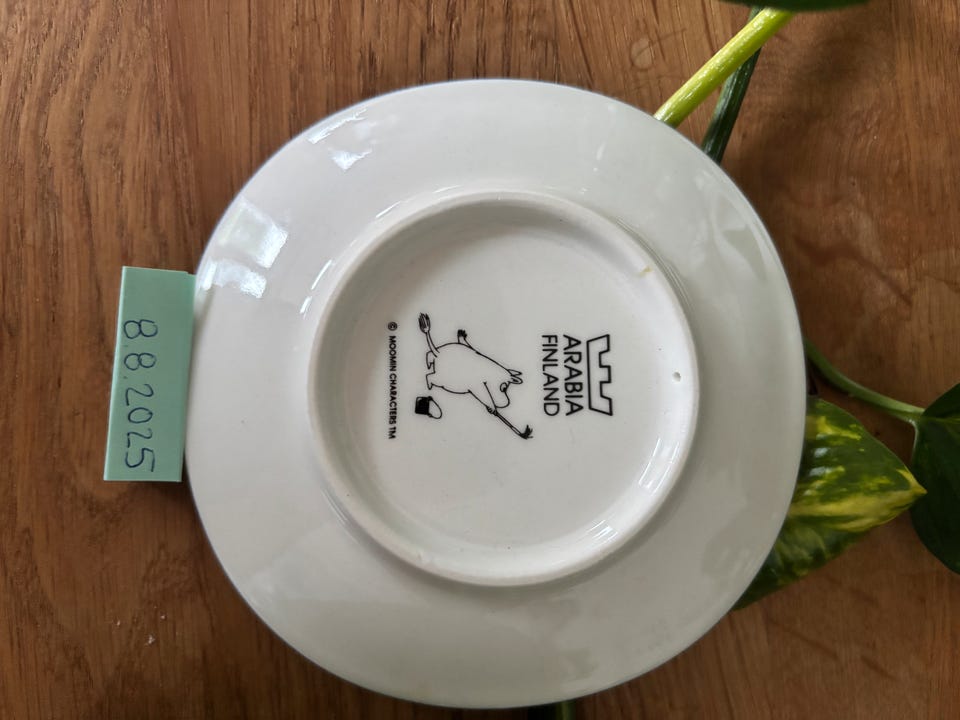 ARABIA
FINLAND
© MOOMIN CHARACTERS TM
8.8.2025